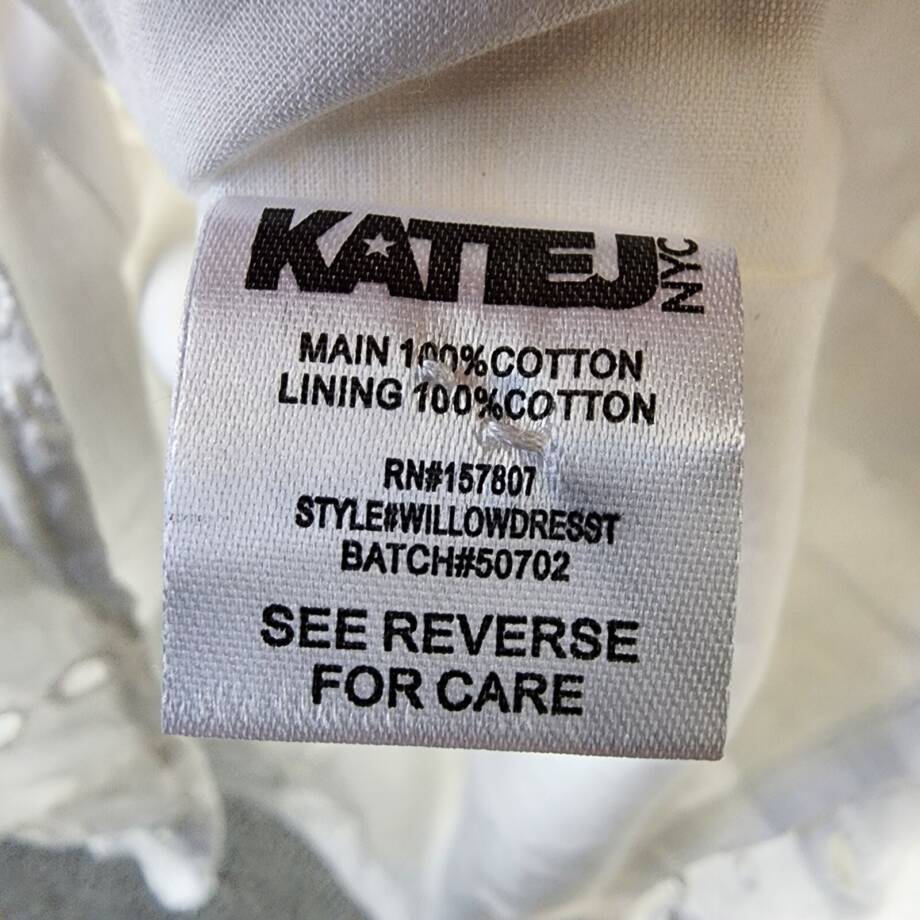 KATIEJ NYC
MAIN 100%COTTON
LINING 100%COTTON
RN#157807
STYLE#WILLOWDRESST
BATCH#50702
SEE REVERSE
FOR CARE